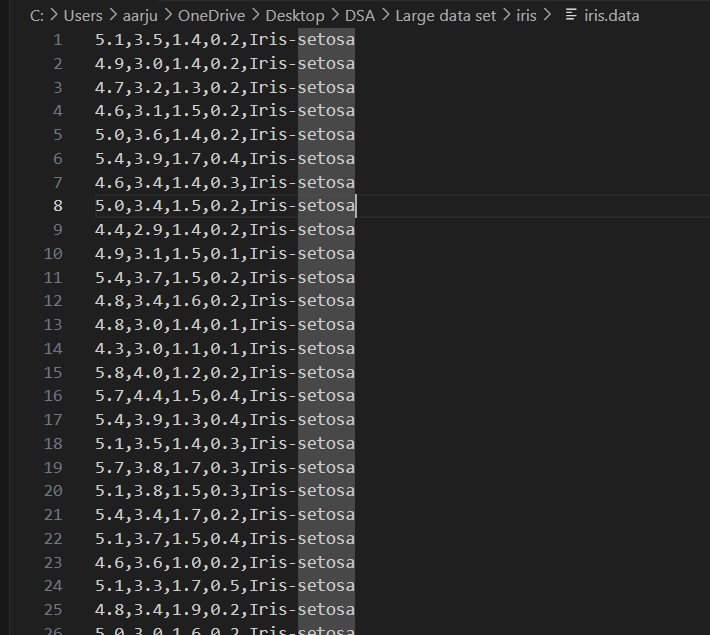 C: > Users > aarju > OneDrive > Desktop > DSA > Large data set > iris > iris.data
1 5.1,3.5,1.4,0.2,Iris-setosa
2 4.9,3.0,1.4,0.2,Iris-setosa
3 4.7,3.2,1.3,0.2,Iris-setosa
4 4.6,3.1,1.5,0.2,Iris-setosa
5 5.0,3.6,1.4,0.2,Iris-setosa
6 5.4,3.9,1.7,0.4,Iris-setosa
7 4.6,3.4,1.4,0.3,Iris-setosa
8 5.0,3.4,1.5,0.2,Iris-setosa
9 4.4,2.9,1.4,0.2,Iris-setosa
10 4.9,3.1,1.5,0.1,Iris-setosa
11 5.4,3.7,1.5,0.2,Iris-setosa
12 4.8,3.4,1.6,0.2,Iris-setosa
13 4.8,3.0,1.4,0.1,Iris-setosa
14 4.3,3.0,1.1,0.1,Iris-setosa
15 5.8,4.0,1.2,0.2,Iris-setosa
16 5.7,4.4,1.5,0.4,Iris-setosa
17 5.4,3.9,1.3,0.4,Iris-setosa
18 5.1,3.5,1.4,0.3,Iris-setosa
19 5.7,3.8,1.7,0.3,Iris-setosa
20 5.1,3.8,1.5,0.3,Iris-setosa
21 5.4,3.4,1.7,0.2,Iris-setosa
22 5.1,3.7,1.5,0.4,Iris-setosa
23 4.6,3.6,1.0,0.2,Iris-setosa
24 5.1,3.3,1.7,0.5,Iris-setosa
25 4.8,3.4,1.9,0.2,Iris-setosa
26 5.0,3.0,1.6,0.2,Iris-setosa